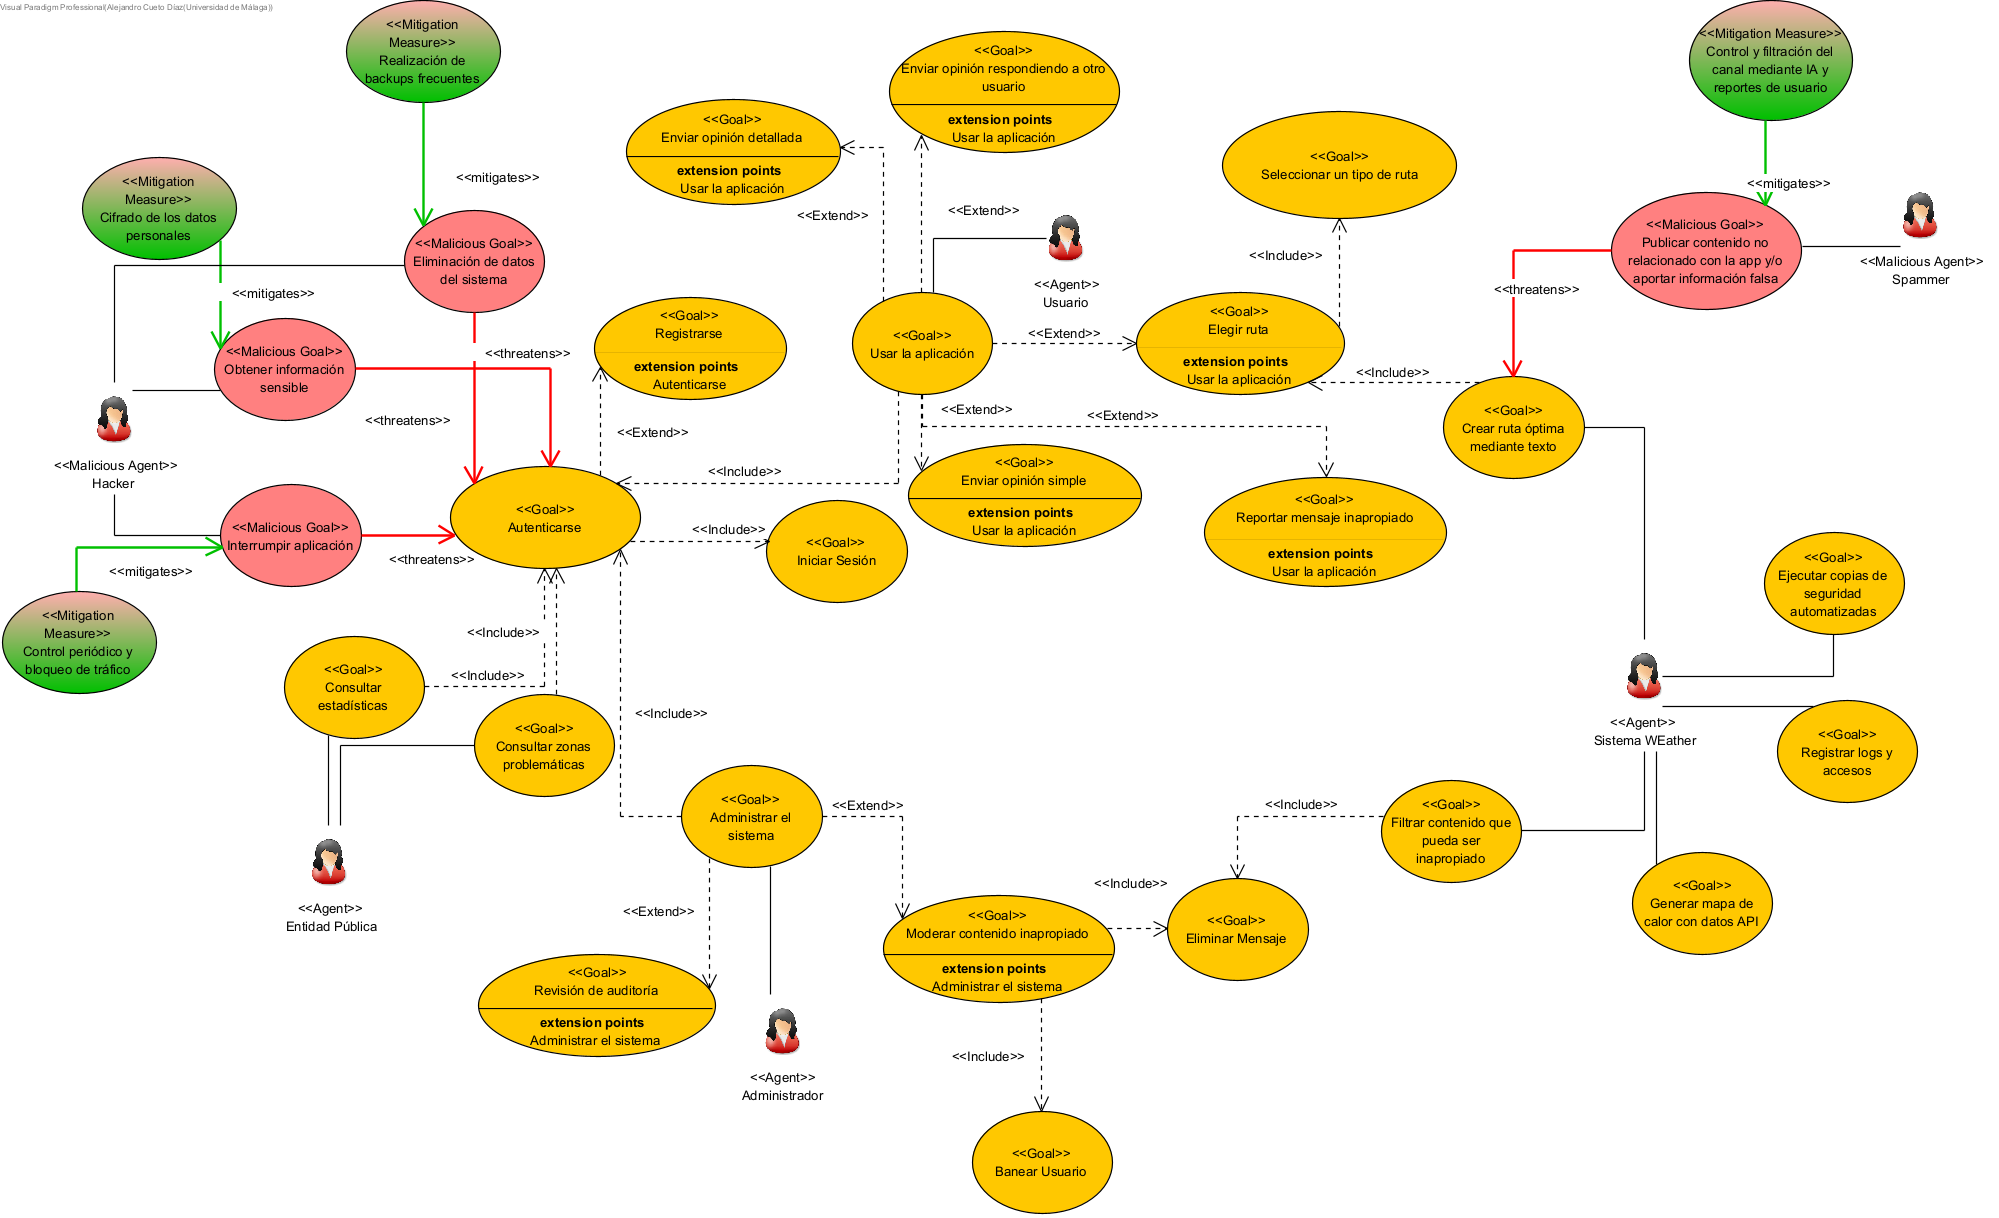 Visual Paradigm Professional(Alejandro Cueto Díaz(Universidad de Málaga))
<<Mitigation
Measure>>
Realización de
backups frecuentes
<<mitigates>>
<<Mitigation
Measure>>
Cifrado de los datos
personales
<<mitigates>>
<<Malicious Goal>>
Eliminación de datos
del sistema
<<threatens>>
<<Malicious Goal>>
Obtener información
sensible
<<threatens>>
<<Malicious Agent>>
Hacker
<<Malicious Goal>>
Interrumpir aplicación
<<threatens>>
<<mitigates>>
<<Mitigation
Measure>>
Control periódico y
bloqueo de tráfico
<<Goal>>
Registrarse
extension points
Autenticarse
<<Extend>>
<<Goal>>
Autenticarse
<<Include>>
<<Include>>
<<Goal>>
Iniciar Sesión
<<Goal>>
Enviar opinión detallada
extension points
Usar la aplicación
<<Extend>>
<<Goal>>
Enviar opinión respondiendo a otro
usuario
extension points
Usar la aplicación
<<Extend>>
<<Agent>>
Usuario
<<Goal>>
Usar la aplicación
<<Extend>>
<<Goal>>
Seleccionar un tipo de ruta
<<Include>>
<<Goal>>
Elegir ruta
extension points
Usar la aplicación
<<Include>>
<<Extend>>
<<Extend>>
<<Goal>>
Enviar opinión simple
extension points
Usar la aplicación
<<Goal>>
Reportar mensaje inapropiado
extension points
Usar la aplicación
<<Mitigation Measure>>
Control y filtración del
canal mediante IA y
reportes de usuario
<<mitigates>>
<<Malicious Goal>>
Publicar contenido no
relacionado con la app y/o
aportar información falsa
<<Malicious Agent>>
Spammer
<<threatens>>
<<Goal>>
Crear ruta óptima
mediante texto
<<Goal>>
Ejecutar copias de
seguridad
automatizadas
<<Agent>>
Sistema WEather
<<Goal>>
Registrar logs y
accesos
<<Goal>>
Filtrar contenido que
pueda ser
inapropiado
<<Goal>>
Generar mapa de
calor con datos API
<<Include>>
<<Include>>
<<Goal>>
Consultar
estadísticas
<<Include>>
<<Goal>>
Consultar zonas
problemáticas
<<Agent>>
Entidad Pública
<<Include>>
<<Goal>>
Administrar el
sistema
<<Extend>>
<<Extend>>
<<Goal>>
Revisión de auditoría
extension points
Administrar el sistema
<<Agent>>
Administrador
<<Goal>>
Moderar contenido inapropiado
extension points
Administrar el sistema
<<Include>>
<<Goal>>
Eliminar Mensaje
<<Include>>
<<Goal>>
Banear Usuario